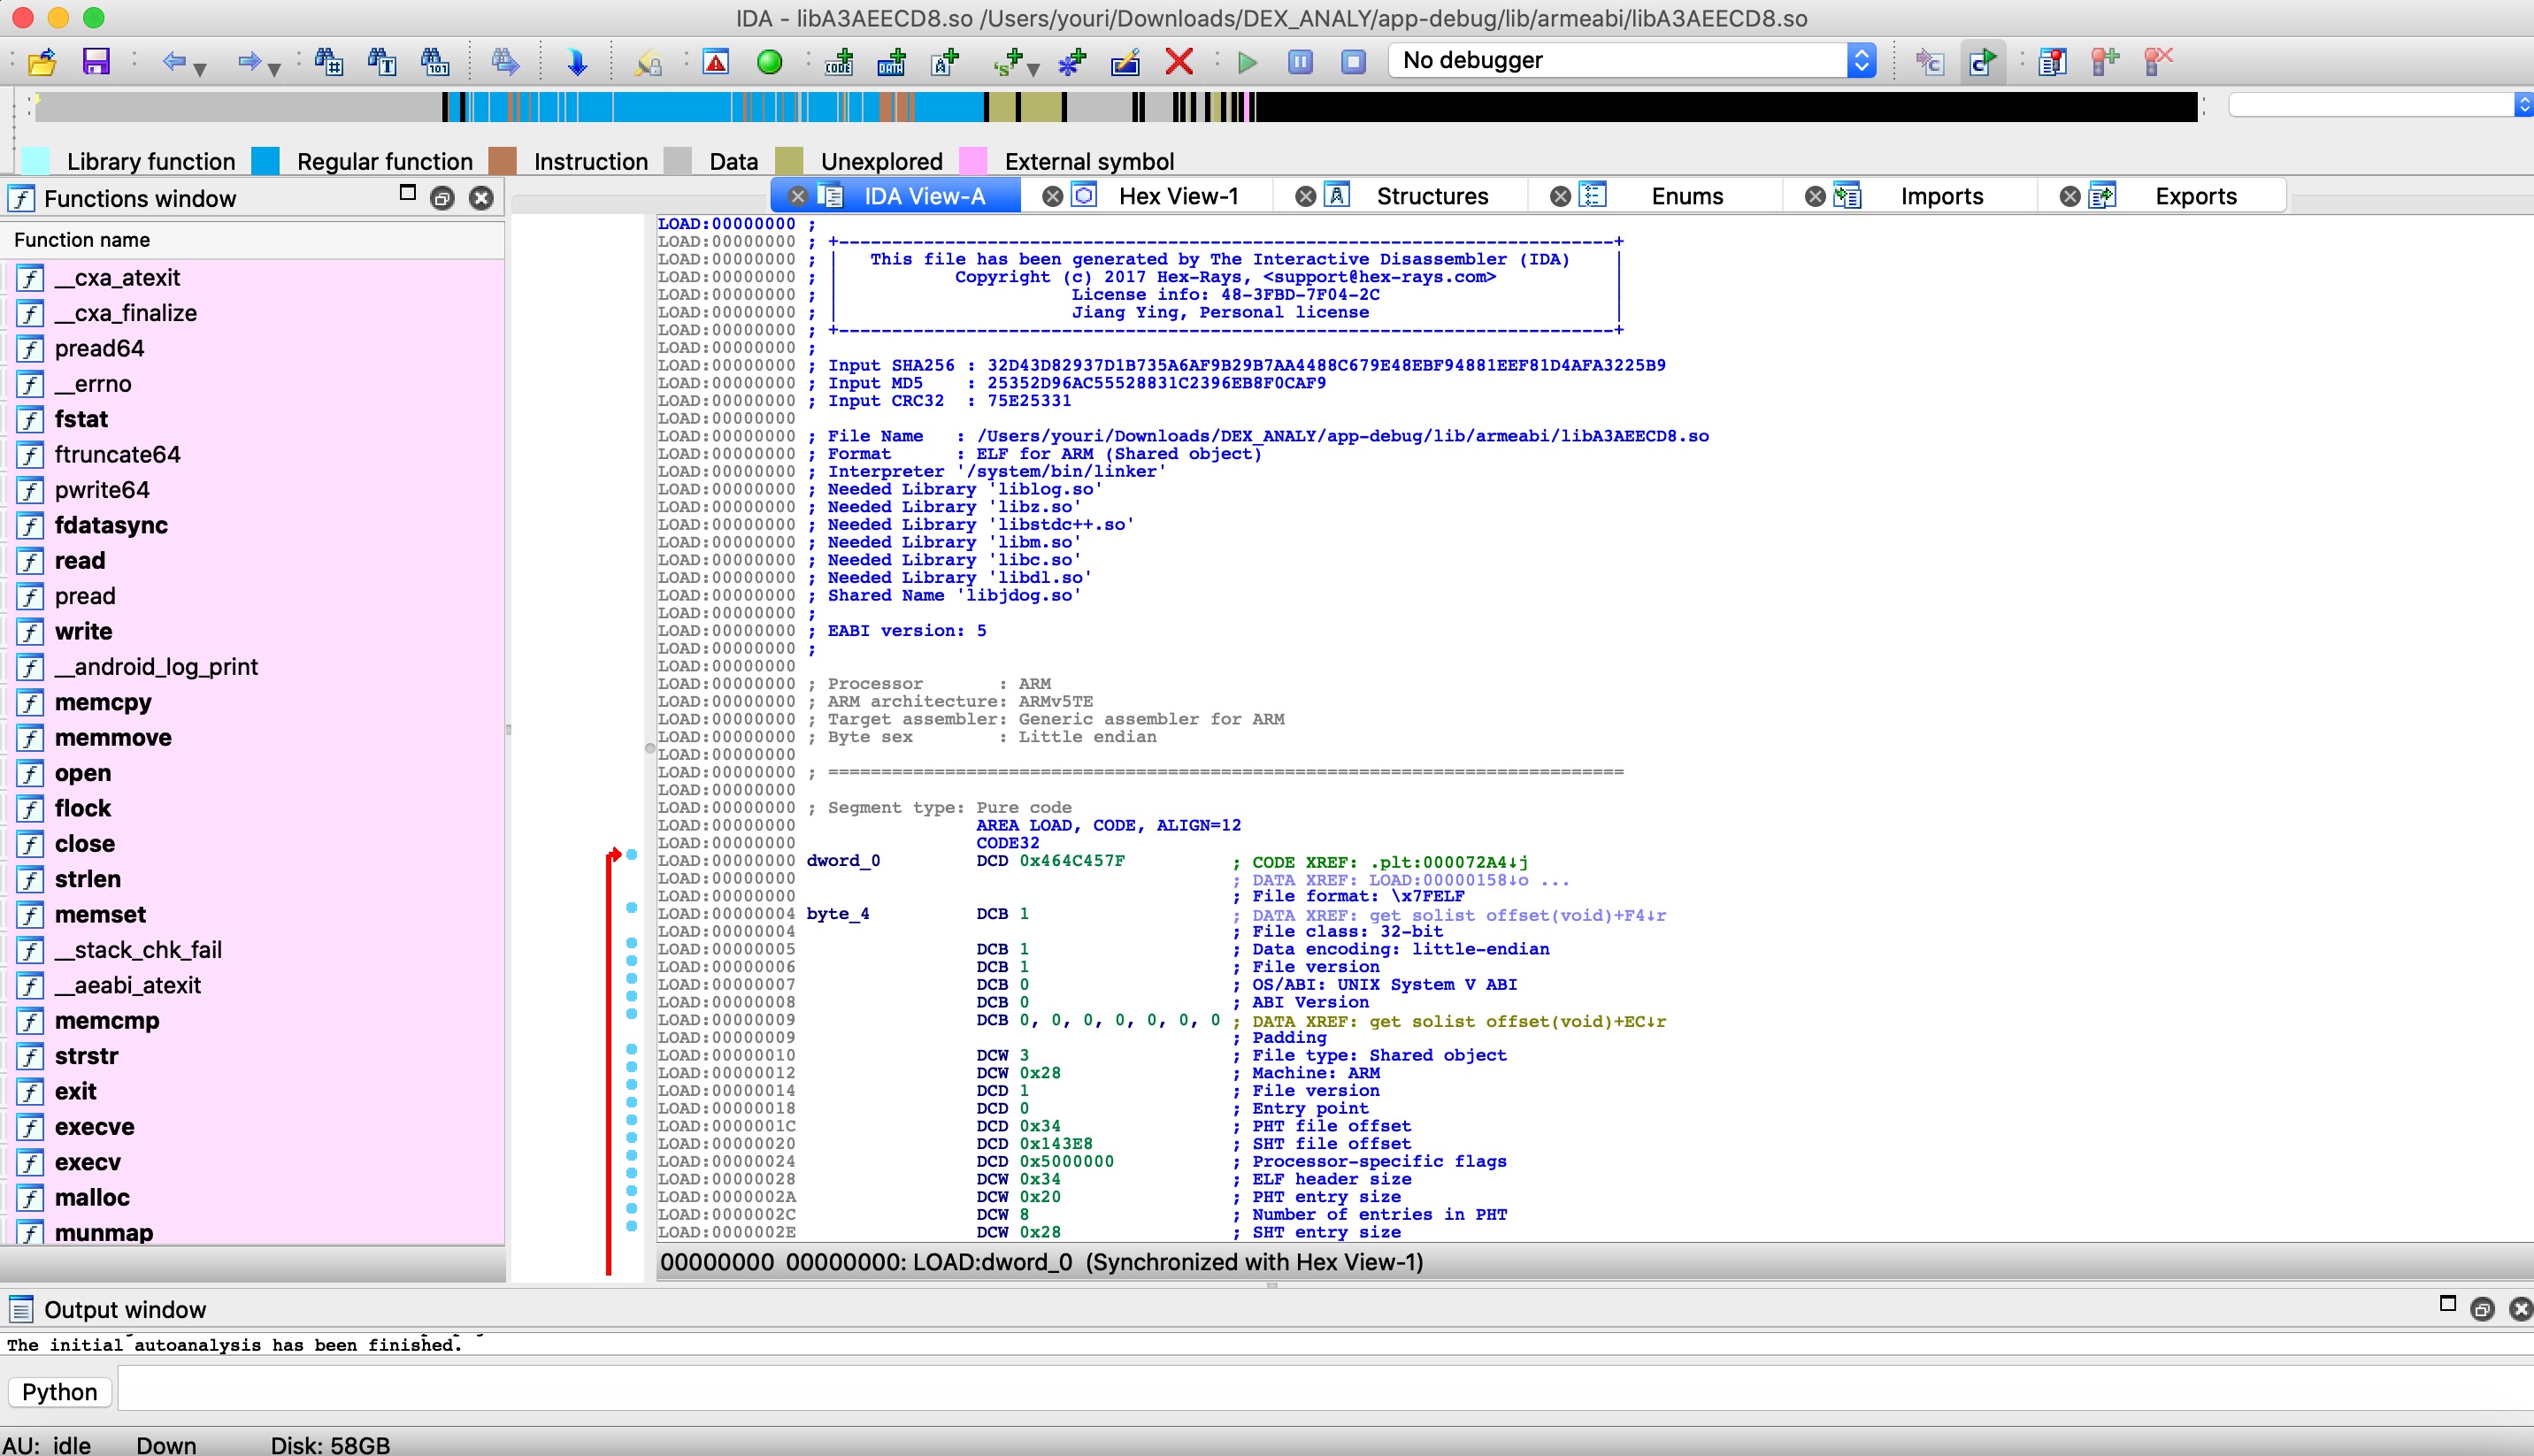 IDA - libA3AEECD8.so /Users/youri/Downloads/DEX_ANALY/app-debug/lib/armeabi/libA3AEECD8.so
No debugger
Library function Regular function Instruction Data Unexplored External symbol
Functions window
IDA View-A Hex View-1 Structures Enums Imports Exports
Function name
__cxa_atexit
__cxa_finalize
pread64
__errno
fstat
ftruncate64
pwrite64
fdatasync
read
pread
write
__android_log_print
memcpy
memmove
open
flock
close
strlen
memset
__stack_chk_fail
__aeabi_atexit
memcmp
strstr
exit
execve
execv
malloc
munmap
LOAD:00000000 ;
LOAD:00000000 ; +-------------------------------------------------------------------------+
LOAD:00000000 ; | This file has been generated by The Interactive Disassembler (IDA) |
LOAD:00000000 ; | Copyright (c) 2017 Hex-Rays, <support@hex-rays.com> |
LOAD:00000000 ; | License info: 48-3FBD-7F04-2C |
LOAD:00000000 ; | Jiang Ying, Personal license |
LOAD:00000000 ; +-------------------------------------------------------------------------+
LOAD:00000000 ;
LOAD:00000000 ; Input SHA256 : 32D43D82937D1B735A6AF9B29B7AA4488C679E48EBF94881EEF81D4AFA3225B9
LOAD:00000000 ; Input MD5 : 25352D96AC55528831C2396EB8F0CAF9
LOAD:00000000 ; Input CRC32 : 75E25331
LOAD:00000000
LOAD:00000000 ; File Name : /Users/youri/Downloads/DEX_ANALY/app-debug/lib/armeabi/libA3AEECD8.so
LOAD:00000000 ; Format : ELF for ARM (Shared object)
LOAD:00000000 ; Interpreter '/system/bin/linker'
LOAD:00000000 ; Needed Library 'liblog.so'
LOAD:00000000 ; Needed Library 'libz.so'
LOAD:00000000 ; Needed Library 'libstdc++.so'
LOAD:00000000 ; Needed Library 'libm.so'
LOAD:00000000 ; Needed Library 'libc.so'
LOAD:00000000 ; Needed Library 'libdl.so'
LOAD:00000000 ; Shared Name 'libjdog.so'
LOAD:00000000 ;
LOAD:00000000 ; EABI version: 5
LOAD:00000000 ;
LOAD:00000000
LOAD:00000000 ; Processor : ARM
LOAD:00000000 ; ARM architecture: ARMv5TE
LOAD:00000000 ; Target assembler: Generic assembler for ARM
LOAD:00000000 ; Byte sex : Little endian
LOAD:00000000
LOAD:00000000 ; ===========================================================================
LOAD:00000000
LOAD:00000000 ; Segment type: Pure code
LOAD:00000000 AREA LOAD, CODE, ALIGN=12
LOAD:00000000 CODE32
LOAD:00000000 dword_0 DCD 0x464C457F ; CODE XREF: .plt:000072A4↓j
LOAD:00000000 ; DATA XREF: LOAD:00000158↓o ...
LOAD:00000000 ; File format: \x7FELF
LOAD:00000004 byte_4 DCB 1 ; DATA XREF: get solist offset(void)+F4↓r
LOAD:00000004 ; File class: 32-bit
LOAD:00000005 DCB 1 ; Data encoding: little-endian
LOAD:00000006 DCB 1 ; File version
LOAD:00000007 DCB 0 ; OS/ABI: UNIX System V ABI
LOAD:00000008 DCB 0 ; ABI Version
LOAD:00000009 DCB 0, 0, 0, 0, 0, 0, 0 ; DATA XREF: get solist offset(void)+EC↓r
LOAD:00000009 ; Padding
LOAD:00000010 DCW 3 ; File type: Shared object
LOAD:00000012 DCW 0x28 ; Machine: ARM
LOAD:00000014 DCD 1 ; File version
LOAD:00000018 DCD 0 ; Entry point
LOAD:0000001C DCD 0x34 ; PHT file offset
LOAD:00000020 DCD 0x143E8 ; SHT file offset
LOAD:00000024 DCD 0x5000000 ; Processor-specific flags
LOAD:00000028 DCW 0x34 ; ELF header size
LOAD:0000002A DCW 0x20 ; PHT entry size
LOAD:0000002C DCW 8 ; Number of entries in PHT
LOAD:0000002E DCW 0x28 ; SHT entry size
00000000 00000000: LOAD:dword_0 (Synchronized with Hex View-1)
Output window
The initial autoanalysis has been finished.
Python
AU: idle Down Disk: 58GB